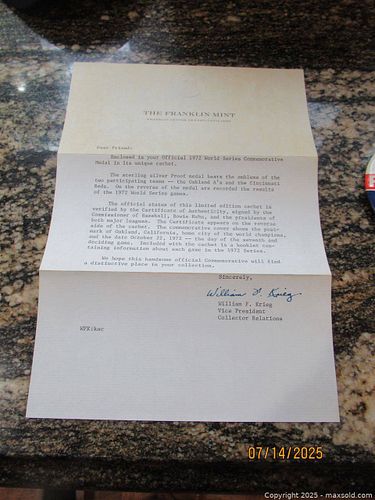 THE FRANKLIN MINT
Dear Friend:
Enclosed is your Official 1972 World Series Commemorative
Medal in its unique cachet.
The sterling silver Proof medal bears the emblems of the
two participating teams -- the Oakland A's and the Cincinnati
Reds. On the reverse of the medal are recorded the results
of the 1972 World Series games.
The official status of this limited edition cachet is
verified by the Certificate of Authenticity, signed by the
Commissioner of Baseball, Bowie Kuhn, and the presidents of
both major leagues. The Certificate appears on the reverse
side of the cachet. The commemorative cover shows the post-
mark of Oakland, California, home city of the world champions,
and the date October 22, 1972 -- the day of the seventh and
deciding game. Included with the cachet is a booklet con-
taining information about each game in the 1972 Series.
We hope this handsome official Commemorative will find
a distinctive place in your collection.
Sincerely,
William F. Krieg
William F. Krieg
Vice President
Collector Relations
WFK:kac
07/14/2025
Copyright © 2025 - maxsold.com